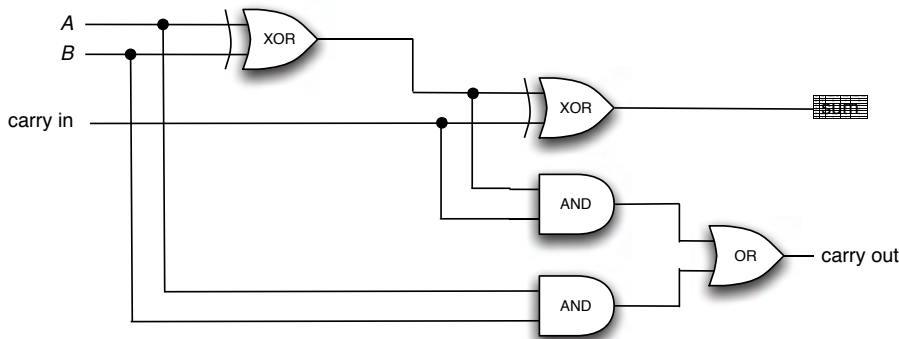 A
XOR
B
carry in
XOR
sum
AND
OR
carry out
AND